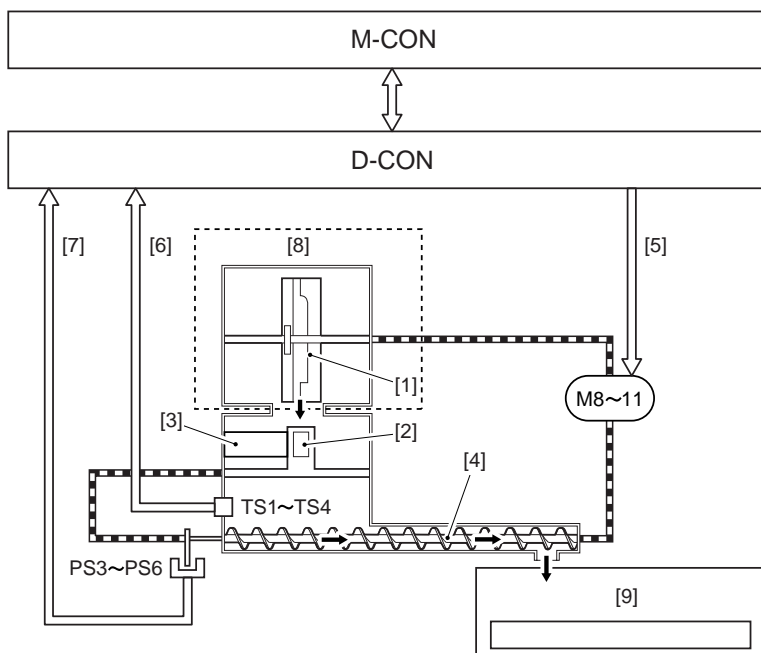 M-CON
D-CON
[7]
[6]
[8]
[5]
[1]
M8～11
[3]
[2]
[4]
TS1～TS4
PS3～PS6
[9]